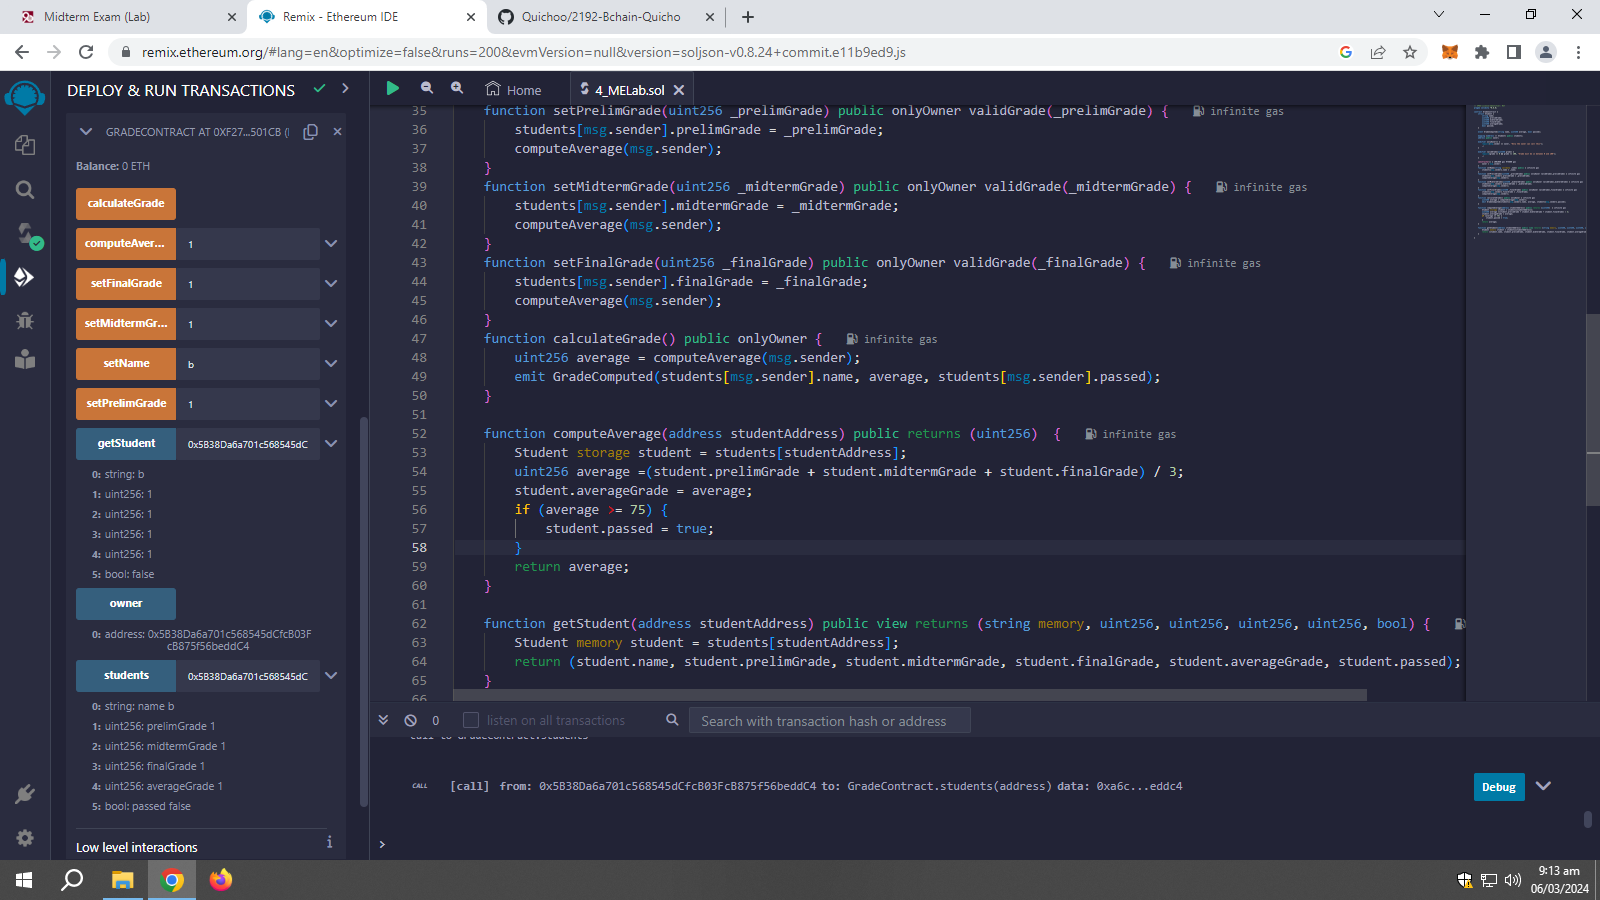 Midterm Exam (Lab)
Remix - Ethereum IDE
Quichoo/2192-Bchain-Quicho
remix.ethereum.org/#lang=en&optimize=false&runs=200&evmVersion=null&version=soljson-v0.8.24+commit.e11b9ed9.js
DEPLOY & RUN TRANSACTIONS
GRADECONTRACT AT 0XF27...501CB (
Balance: 0 ETH
calculateGrade
computeAver... 1
setFinalGrade 1
setMidtermGr... 1
setName b
setPrelimGrade 1
getStudent 0x5B38Da6a701c568545dC
0: string: b
1: uint256: 1
2: uint256: 1
3: uint256: 1
4: uint256: 1
5: bool: false
owner
0: address: 0x5B38Da6a701c568545dCfcB03F
cB875f56beddC4
students 0x5B38Da6a701c568545dC
0: string: name b
1: uint256: prelimGrade 1
2: uint256: midtermGrade 1
3: uint256: finalGrade 1
4: uint256: averageGrade 1
5: bool: passed false
Low level interactions
i
Home
4_MELab.sol
35 function setPrelimGrade(uint256 _prelimGrade) public onlyOwner validGrade(_prelimGrade) { infinite gas
36 students[msg.sender].prelimGrade = _prelimGrade;
37 computeAverage(msg.sender);
38 }
39 function setMidtermGrade(uint256 _midtermGrade) public onlyOwner validGrade(_midtermGrade) { infinite gas
40 students[msg.sender].midtermGrade = _midtermGrade;
41 computeAverage(msg.sender);
42 }
43 function setFinalGrade(uint256 _finalGrade) public onlyOwner validGrade(_finalGrade) { infinite gas
44 students[msg.sender].finalGrade = _finalGrade;
45 computeAverage(msg.sender);
46 }
47 function calculateGrade() public onlyOwner { infinite gas
48 uint256 average = computeAverage(msg.sender);
49 emit GradeComputed(students[msg.sender].name, average, students[msg.sender].passed);
50 }
51
52 function computeAverage(address studentAddress) public returns (uint256) { infinite gas
53 Student storage student = students[studentAddress];
54 uint256 average =(student.prelimGrade + student.midtermGrade + student.finalGrade) / 3;
55 student.averageGrade = average;
56 if (average >= 75) {
57 student.passed = true;
58 }
59 return average;
60 }
61
62 function getStudent(address studentAddress) public view returns (string memory, uint256, uint256, uint256, uint256, bool) {
63 Student memory student = students[studentAddress];
64 return (student.name, student.prelimGrade, student.midtermGrade, student.finalGrade, student.averageGrade, student.passed);
65 }
66
0 listen on all transactions Search with transaction hash or address
call to GradeContract.students
CALL [call] from: 0x5B38Da6a701c568545dCfcB03FcB875f56beddC4 to: GradeContract.students(address) data: 0xa6c...eddc4
Debug
>
9:13 am
06/03/2024